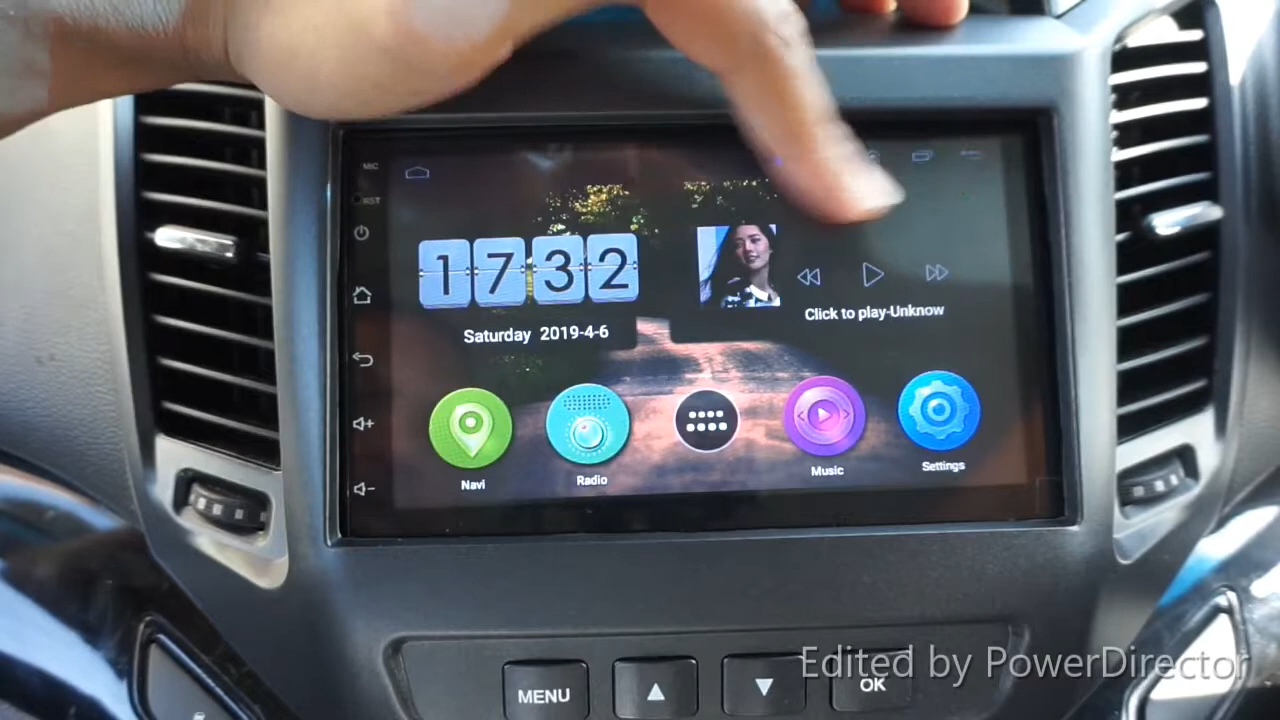 MIC
RST
1732
Saturday 2019-4-6
Click to play-Unknow
Navi
Radio
Music
Settings
MENU
OK
Edited by PowerDirector